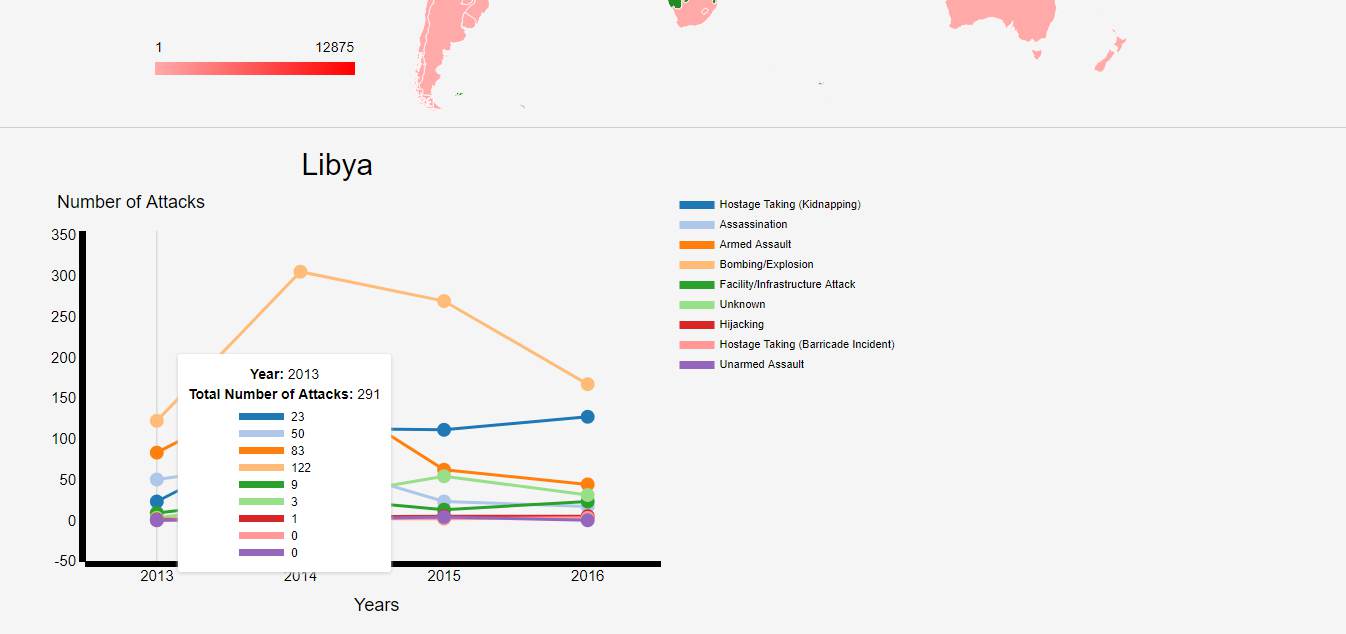 1 12875
Libya
Number of Attacks
350
300
250
200
150
100
50
0
-50
2013 2014 2015 2016
Years
Year: 2013
Total Number of Attacks: 291
23
50
83
122
9
3
1
0
0
Hostage Taking (Kidnapping)
Assassination
Armed Assault
Bombing/Explosion
Facility/Infrastructure Attack
Unknown
Hijacking
Hostage Taking (Barricade Incident)
Unarmed Assault